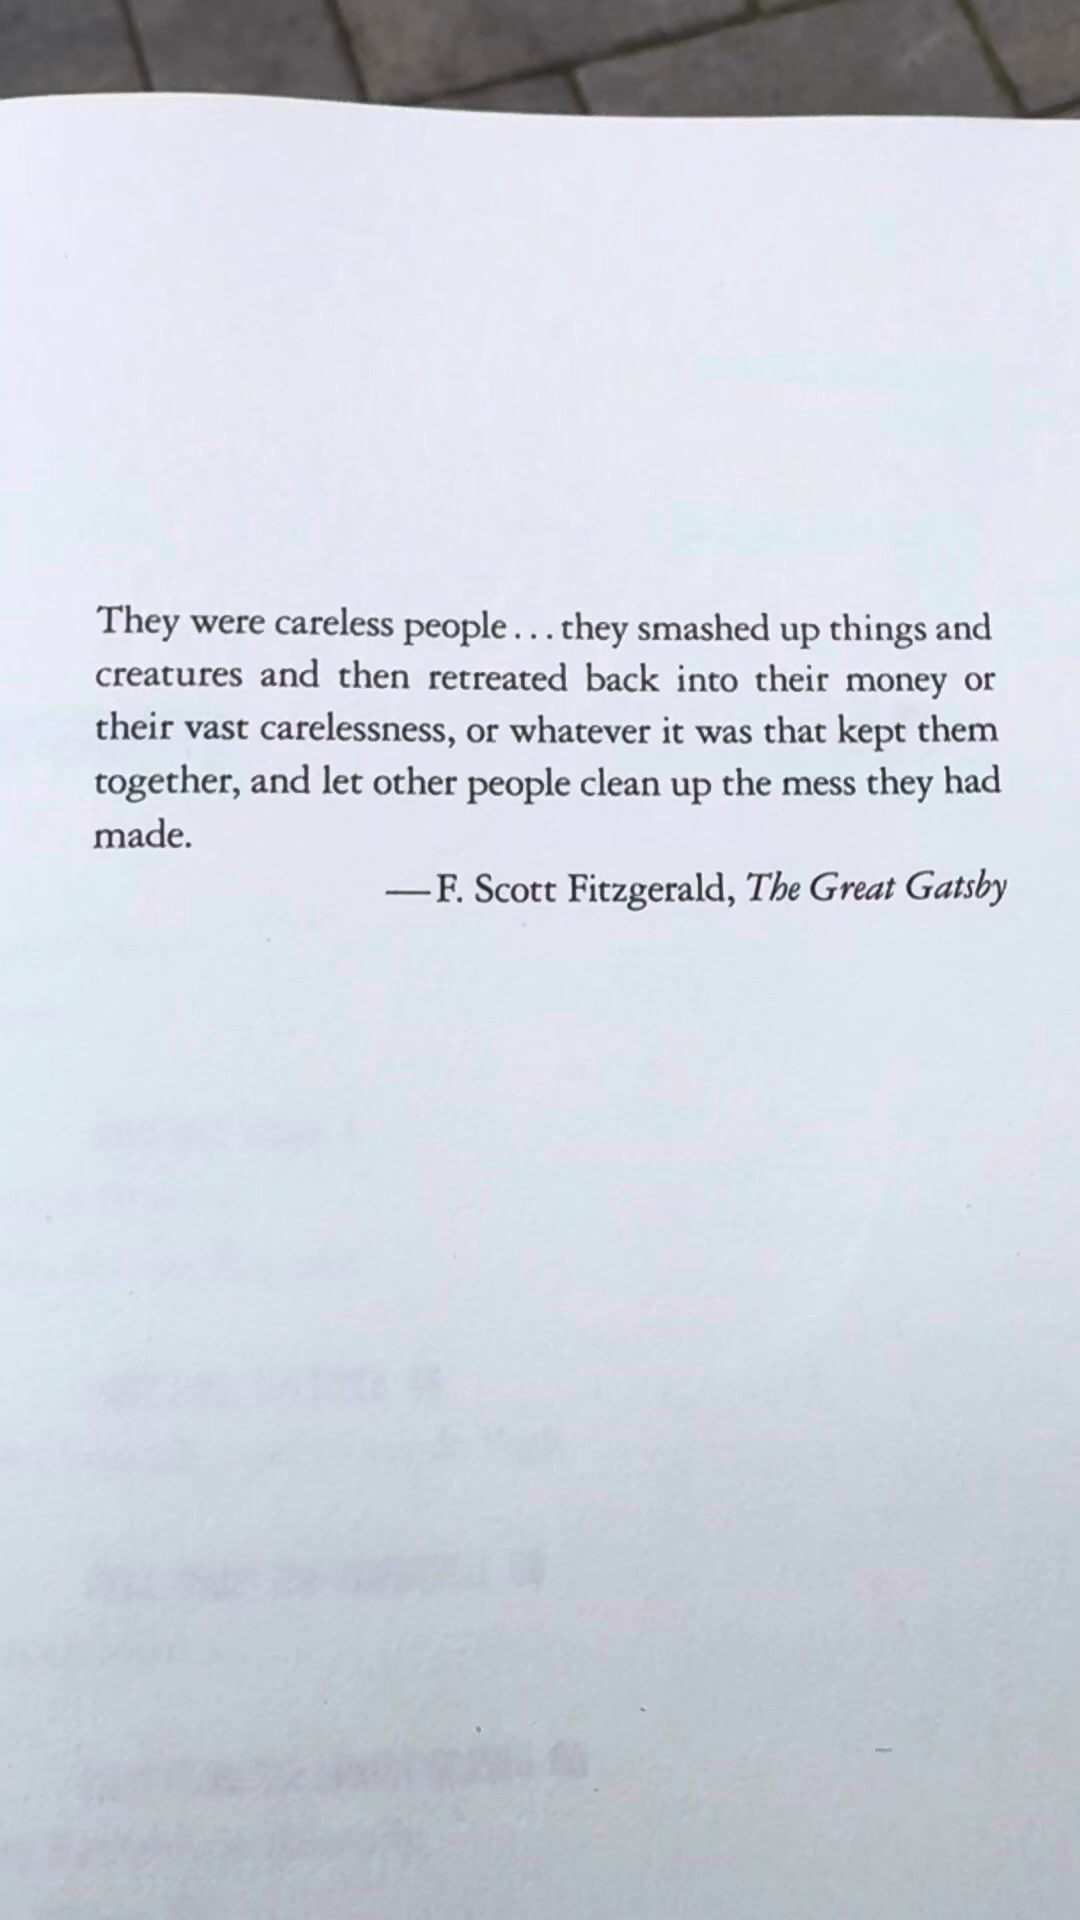 They were careless people . . . they smashed up things and
creatures and then retreated back into their money or
their vast carelessness, or whatever it was that kept them
together, and let other people clean up the mess they had
made.
—F. Scott Fitzgerald, The Great Gatsby